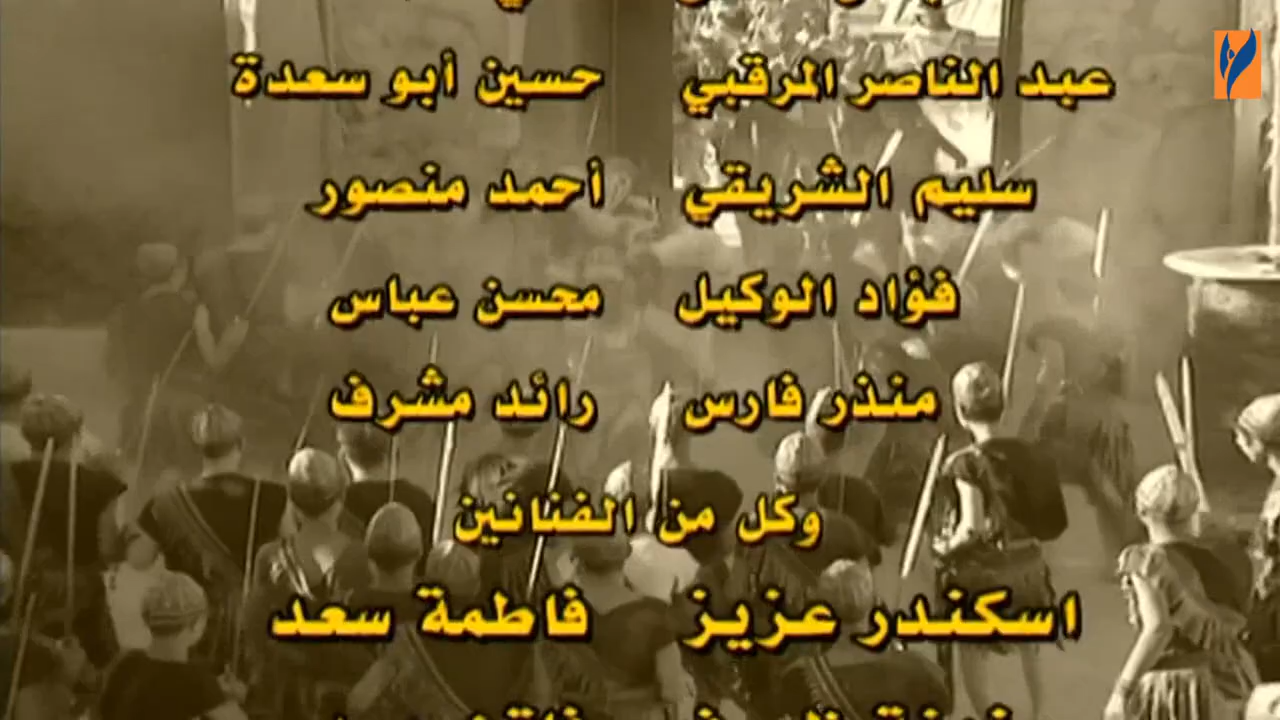 عبد الناصر المرقبي حسين أبو سعدة
سليم الشريقي أحمد منصور
فؤاد الوكيل محسن عباس
منذر فارس رائد مشرف
وكل من الفنانين
اسكندر عزيز فاطمة سعد